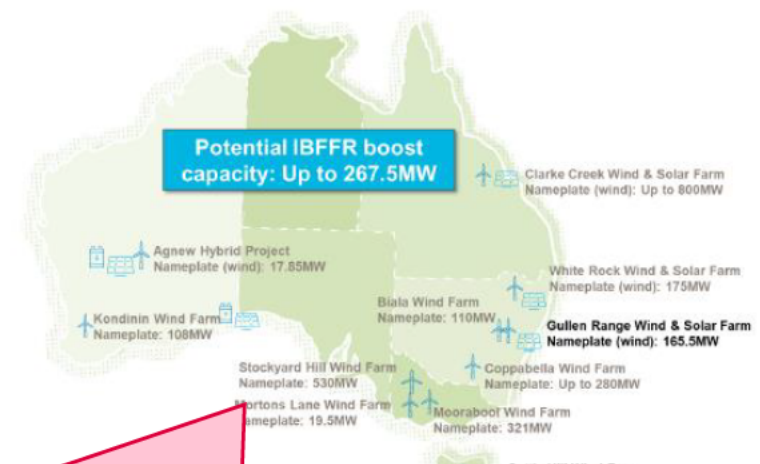 Potential IBFFR boost
capacity: Up to 267.5MW
Clarke Creek Wind & Solar Farm
Nameplate (wind): Up to 800MW
Agnew Hybrid Project
Nameplate (wind): 17.85MW
White Rock Wind & Solar Farm
Nameplate (wind): 175MW
Biala Wind Farm
Nameplate: 110MW
Kondinin Wind Farm
Nameplate: 108MW
Gullen Range Wind & Solar Farm
Nameplate (wind): 165.5MW
Stockyard Hill Wind Farm
Nameplate: 530MW
Coppabella Wind Farm
Nameplate: Up to 280MW
Mortons Lane Wind Farm
ameplate: 19.5MW
Moorabool Wind Farm
Nameplate: 321MW